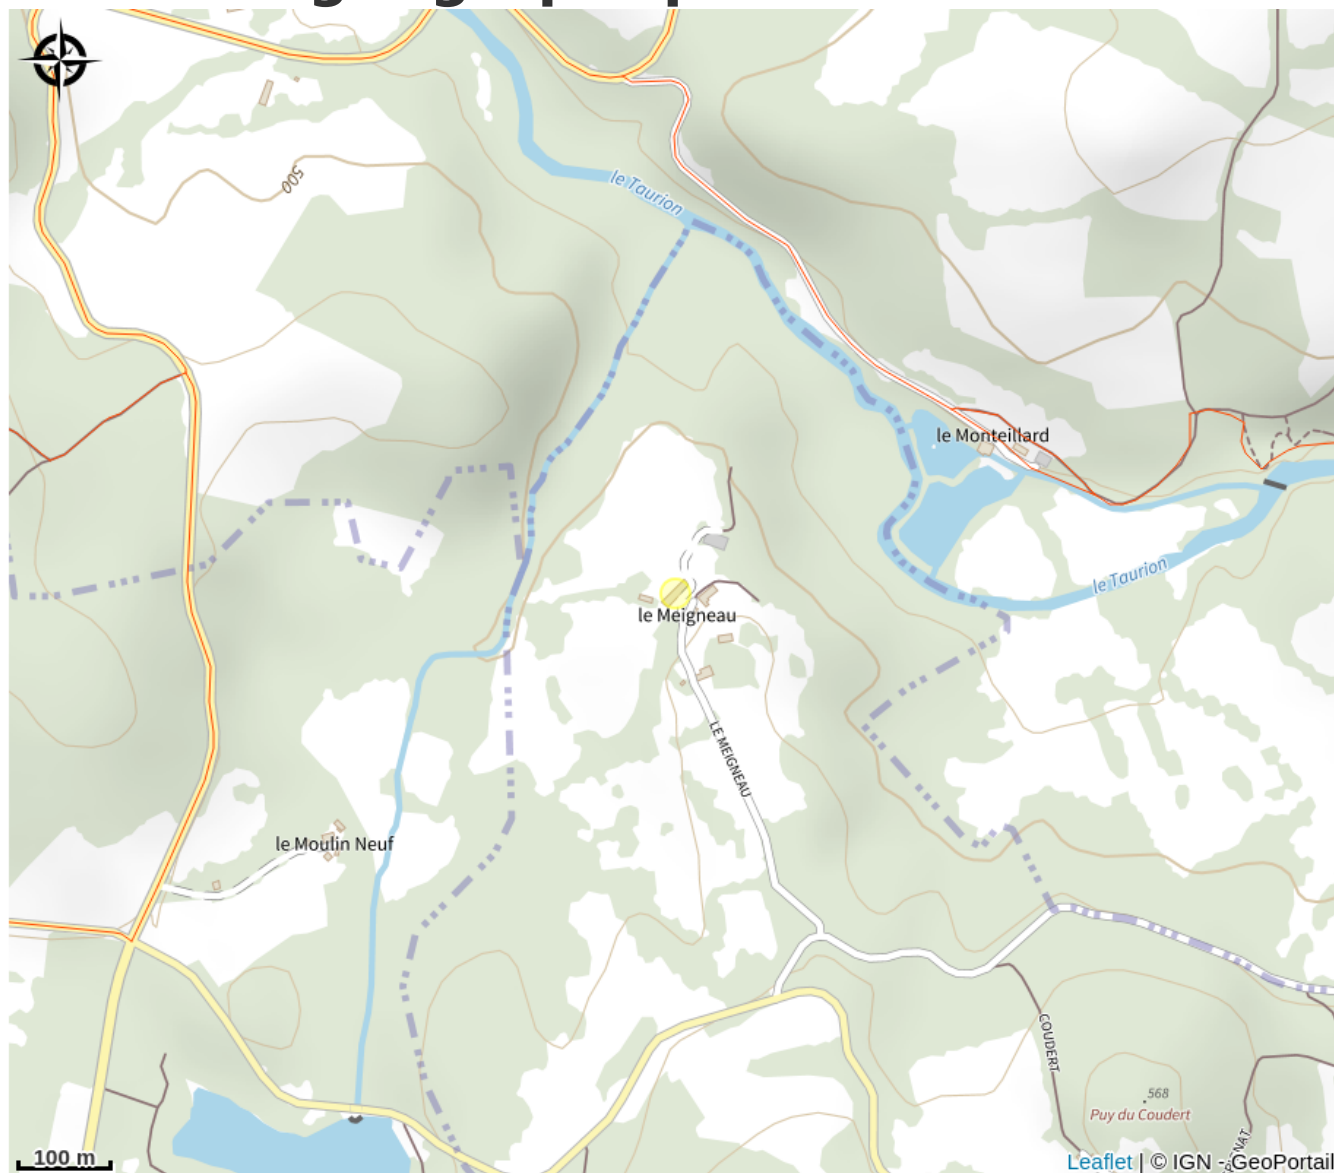 500
le Taurion
le Monteillard
le Taurion
le Meigneau
LE MEIGNEAU
le Moulin Neuf
COUDERT
568
Puy du Coudert
100 m
Leaflet | © IGN - GeoPortail